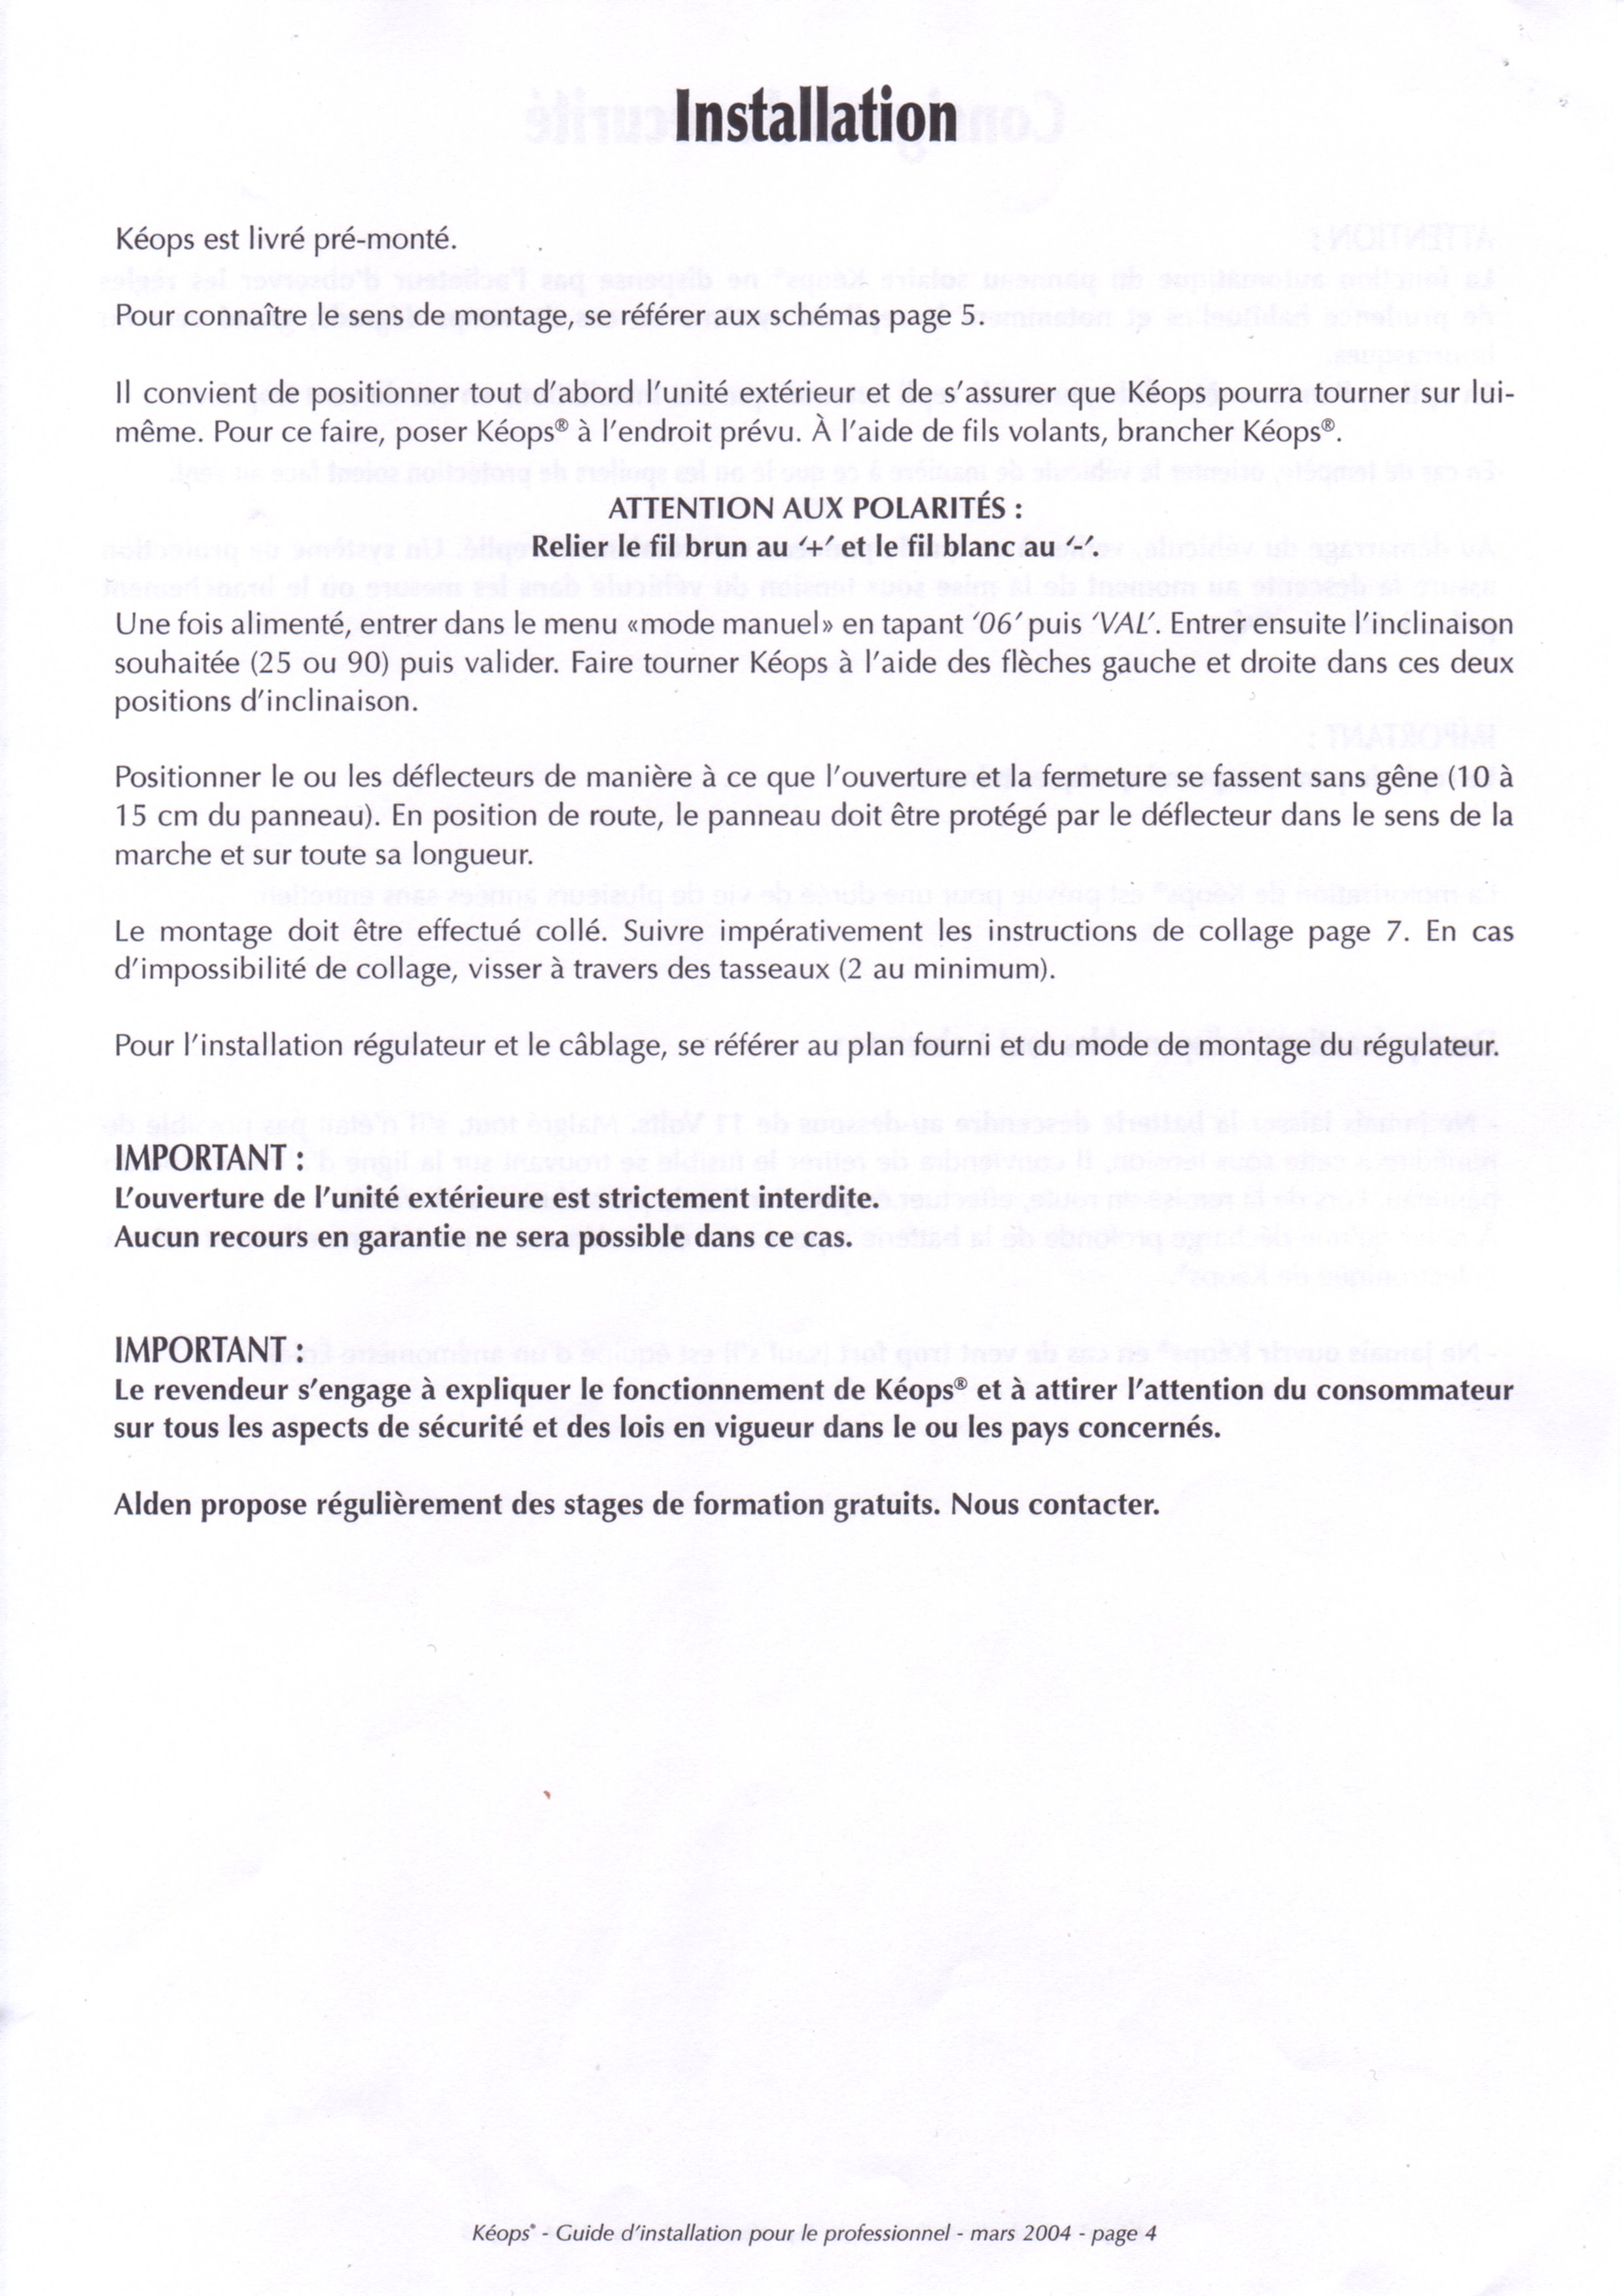 Installation
Kéops est livré pré-monté.
Pour connaître le sens de montage, se référer aux schémas page 5.
Il convient de positionner tout d'abord l'unité extérieur et de s'assurer que Kéops pourra tourner sur lui-
même. Pour ce faire, poser Kéops® à l'endroit prévu. À l'aide de fils volants, brancher Kéops®.
ATTENTION AUX POLARITÉS :
Relier le fil brun au '+' et le fil blanc au '-'.
Une fois alimenté, entrer dans le menu «mode manuel» en tapant '06' puis 'VAL'. Entrer ensuite l'inclinaison
souhaitée (25 ou 90) puis valider. Faire tourner Kéops à l'aide des flèches gauche et droite dans ces deux
positions d'inclinaison.
Positionner le ou les déflecteurs de manière à ce que l'ouverture et la fermeture se fassent sans gêne (10 à
15 cm du panneau). En position de route, le panneau doit être protégé par le déflecteur dans le sens de la
marche et sur toute sa longueur.
Le montage doit être effectué collé. Suivre impérativement les instructions de collage page 7. En cas
d'impossibilité de collage, visser à travers des tasseaux (2 au minimum).
Pour l'installation régulateur et le câblage, se référer au plan fourni et du mode de montage du régulateur.
IMPORTANT :
L'ouverture de l'unité extérieure est strictement interdite.
Aucun recours en garantie ne sera possible dans ce cas.
IMPORTANT :
Le revendeur s'engage à expliquer le fonctionnement de Kéops® et à attirer l'attention du consommateur
sur tous les aspects de sécurité et des lois en vigueur dans le ou les pays concernés.
Alden propose régulièrement des stages de formation gratuits. Nous contacter.
Kéops® - Guide d'installation pour le professionnel - mars 2004 - page 4